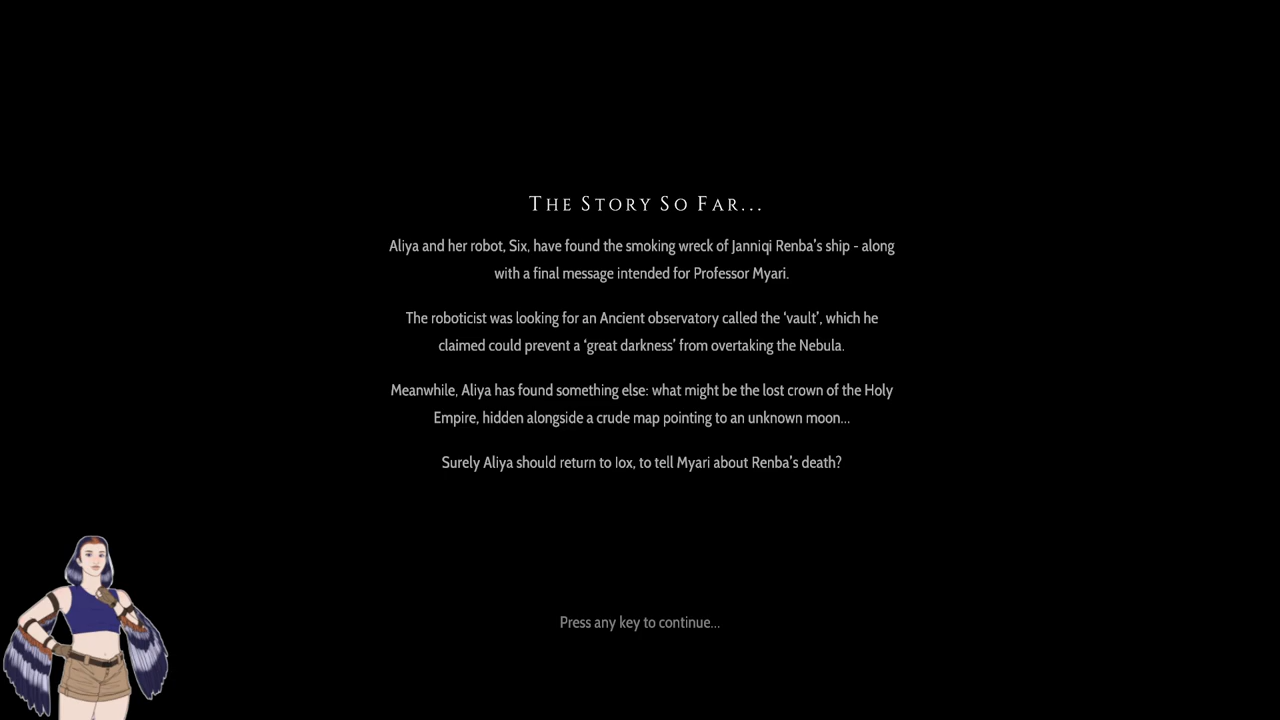 The Story So Far...
Aliya and her robot, Six, have found the smoking wreck of Janniqi Renba's ship - along
with a final message intended for Professor Myari.
The roboticist was looking for an Ancient observatory called the 'vault', which he
claimed could prevent a 'great darkness' from overtaking the Nebula.
Meanwhile, Aliya has found something else: what might be the lost crown of the Holy
Empire, hidden alongside a crude map pointing to an unknown moon...
Surely Aliya should return to Iox, to tell Myari about Renba's death?
Press any key to continue...